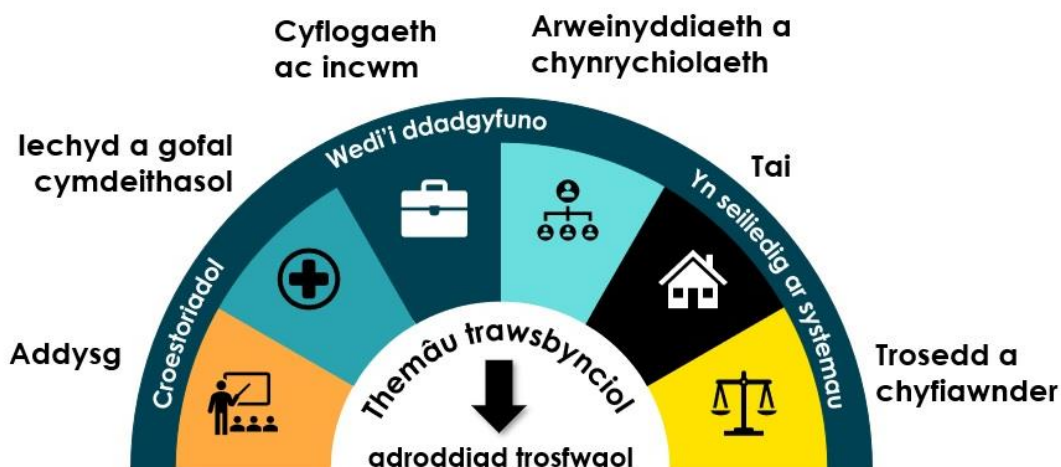 Cyflogaeth
ac incwm
Arweinyddiaeth a
chynrychiolaeth
Iechyd a gofal
cymdeithasol
Tai
Addysg
Trosedd a
chyfiawnder
Croestoriadol
Wedi'i ddadgyfuno
Yn seiliedig ar systemau
Themâu trawsbynciol
adroddiad trosfwaol